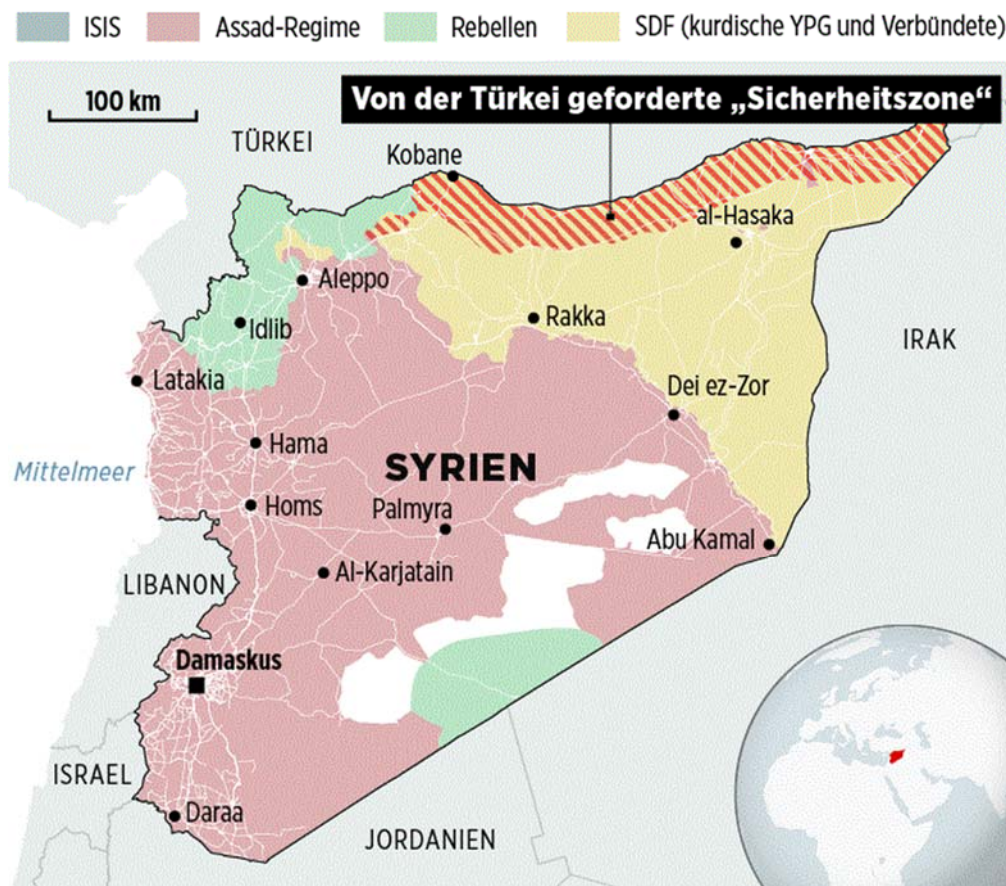 ISIS
Assad-Regime
Rebellen
SDF (kurdische YPG und Verbündete)
100 km
Von der Türkei geforderte „Sicherheitszone“
TÜRKEI
Kobane
al-Hasaka
Aleppo
Idlib
Rakka
IRAK
Latakia
Dei ez-Zor
Hama
SYRIEN
Mittelmeer
Homs
Palmyra
Abu Kamal
Al-Karjatain
LIBANON
Damaskus
ISRAEL
Daraa
JORDANIEN